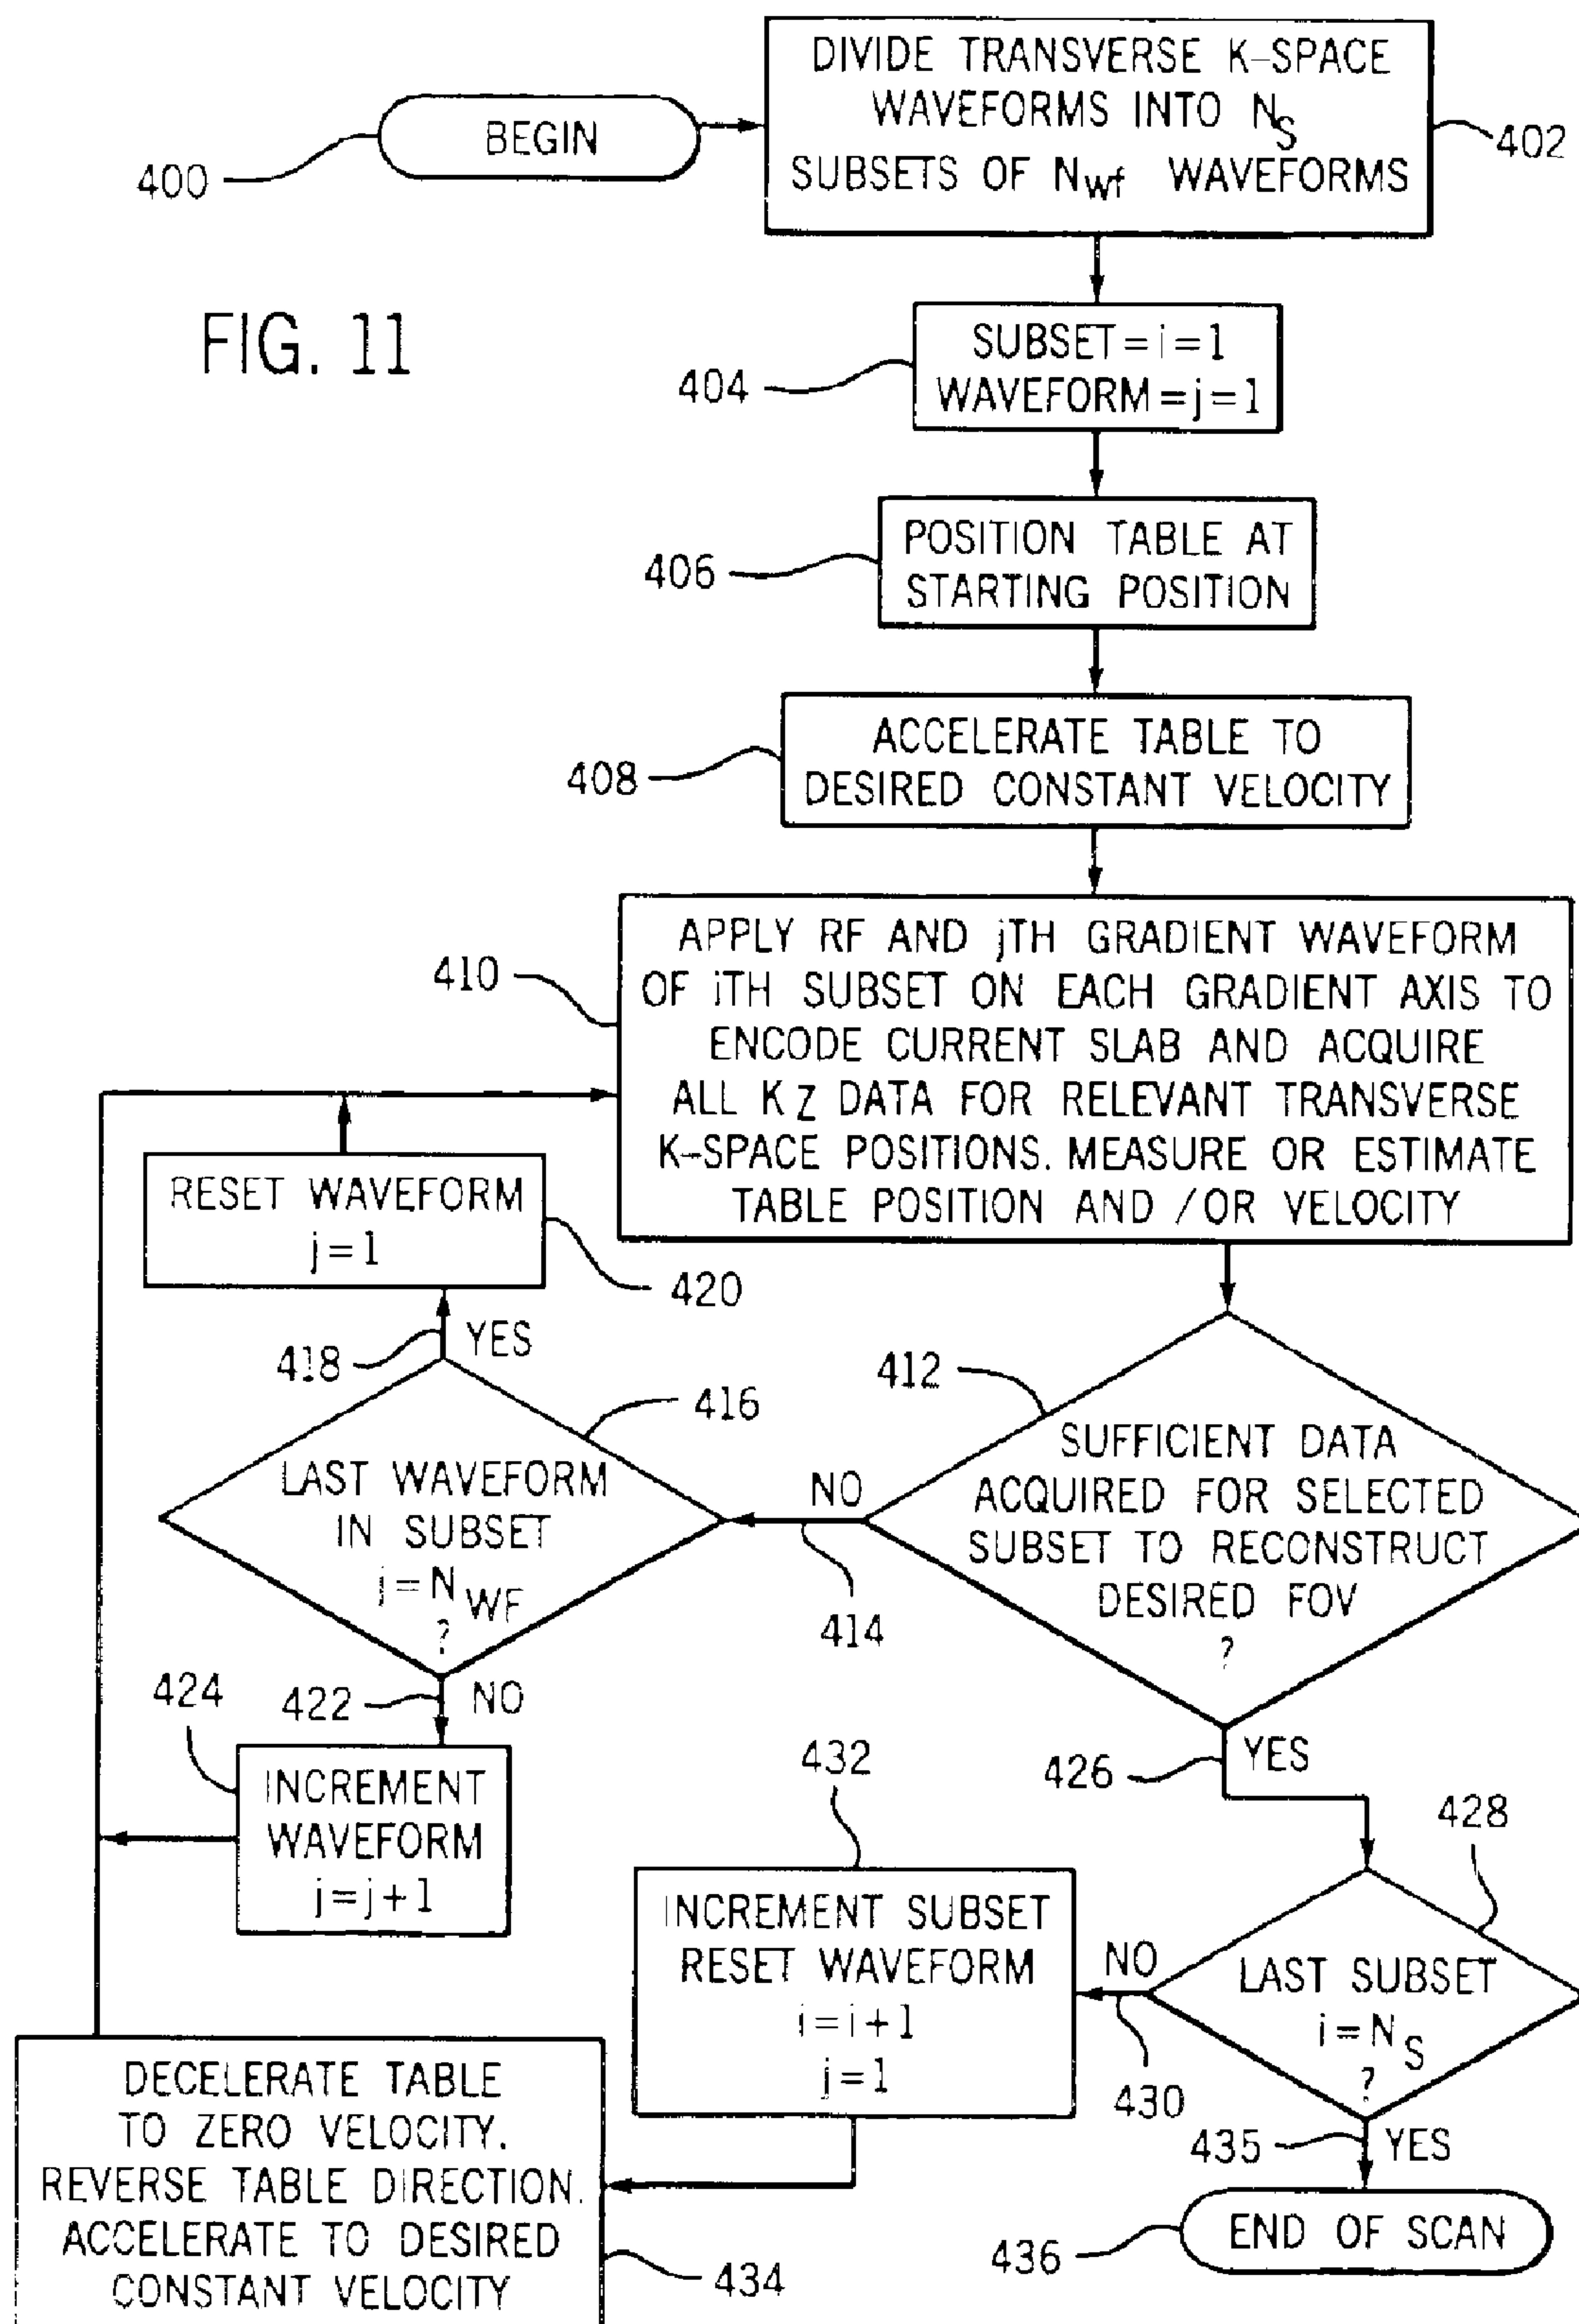 DIVIDE TRANSVERSE K-SPACE
WAVEFORMS INTO NS
SUBSETS OF Nwf WAVEFORMS
402
BEGIN
400
FIG. 11
SUBSET=i=1
WAVEFORM=j=1
404
POSITION TABLE AT
STARTING POSITION
406
ACCELERATE TABLE TO
DESIRED CONSTANT VELOCITY
408
APPLY RF AND jTH GRADIENT WAVEFORM
OF iTH SUBSET ON EACH GRADIENT AXIS TO
ENCODE CURRENT SLAB AND ACQUIRE
ALL KZ DATA FOR RELEVANT TRANSVERSE
K-SPACE POSITIONS. MEASURE OR ESTIMATE
TABLE POSITION AND /OR VELOCITY
410
RESET WAVEFORM
j=1
420
418
YES
412
416
SUFFICIENT DATA
ACQUIRED FOR SELECTED
SUBSET TO RECONSTRUCT
DESIRED FOV
?
LAST WAVEFORM
IN SUBSET
j=NWF
?
NO
414
424
422
NO
432
426
YES
428
INCREMENT
WAVEFORM
j=j+1
INCREMENT SUBSET
RESET WAVEFORM
i=i+1
j=1
NO
430
LAST SUBSET
i=NS
?
435
YES
DECELERATE TABLE
TO ZERO VELOCITY.
REVERSE TABLE DIRECTION.
ACCELERATE TO DESIRED
CONSTANT VELOCITY
434
436
END OF SCAN